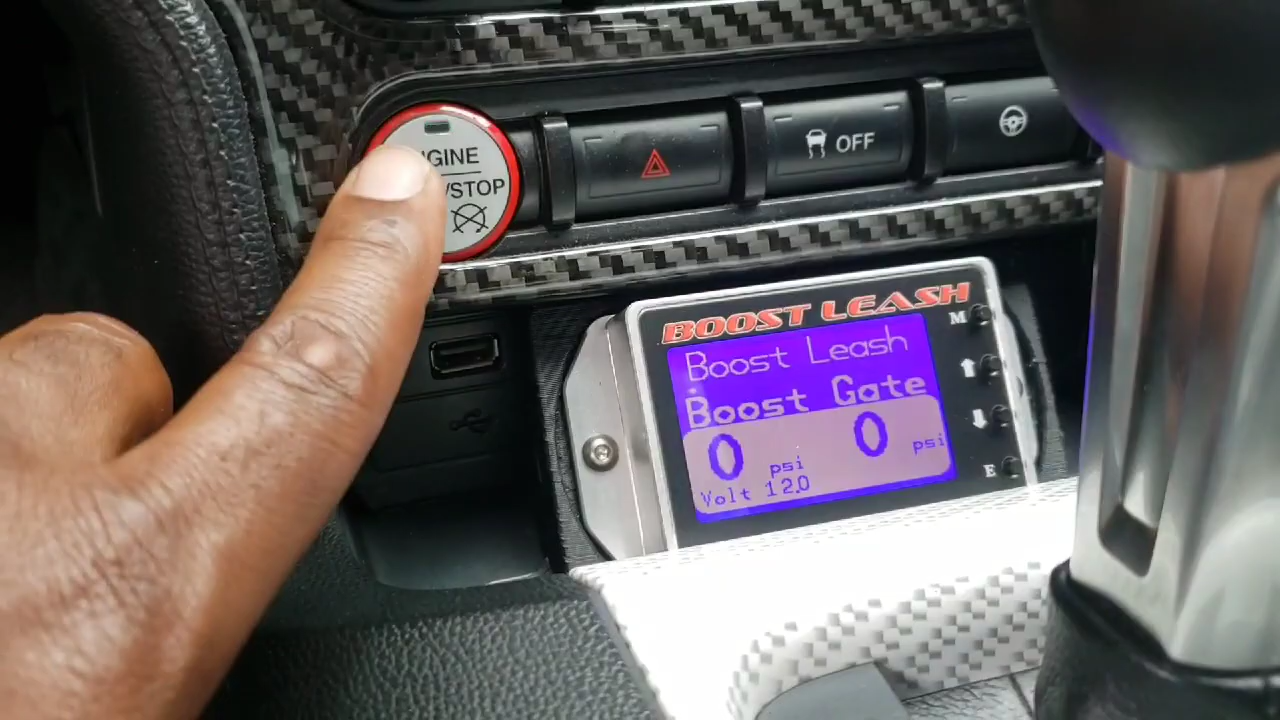 GINE
/STOP
OFF
BOOST LEASH
M
Boost Leash
Boost Gate
0 psi 0 psi
Volt 12.0
E